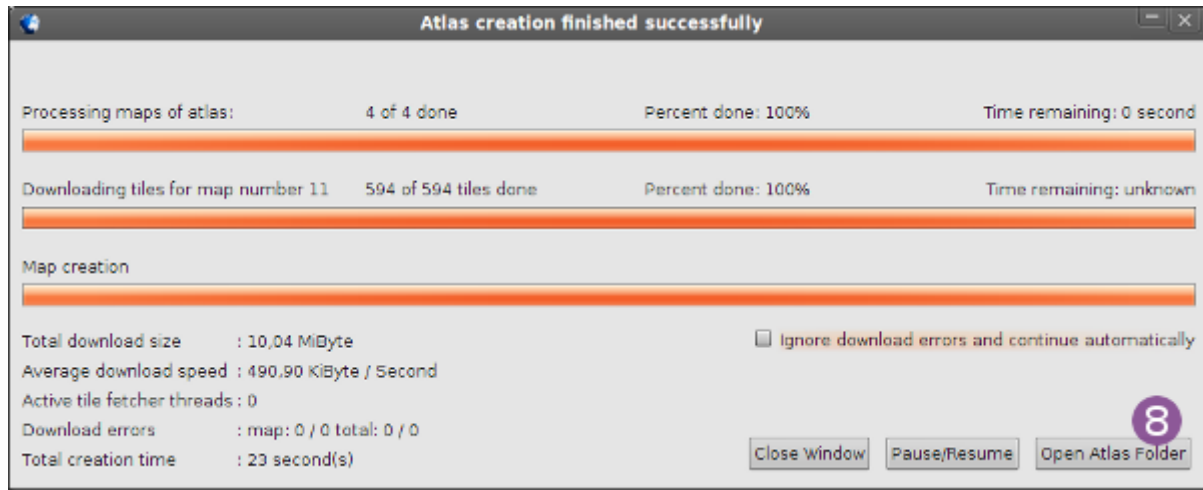 Atlas creation finished successfully
Processing maps of atlas: 4 of 4 done Percent done: 100% Time remaining: 0 second
Downloading tiles for map number 11 594 of 594 tiles done Percent done: 100% Time remaining: unknown
Map creation
Total download size : 10,04 MiByte
Ignore download errors and continue automatically
Average download speed : 490,90 KiByte / Second
Active tile fetcher threads : 0
Download errors : map: 0 / 0 total: 0 / 0
8
Total creation time : 23 second(s)
Close Window Pause/Resume Open Atlas Folder